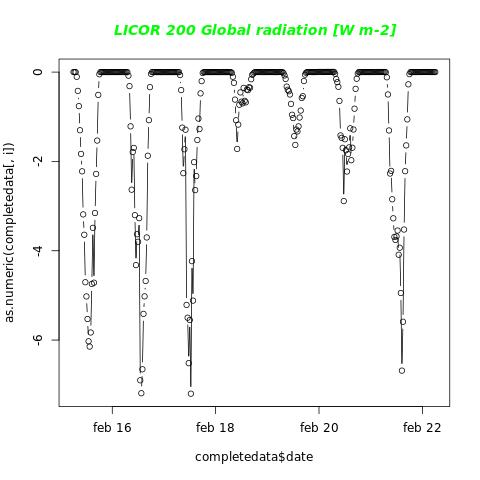 LICOR 200 Global radiation [W m-2]
as.numeric(completedata[, i])
0
-2
-4
-6
feb 16
feb 18
feb 20
feb 22
completedata$date